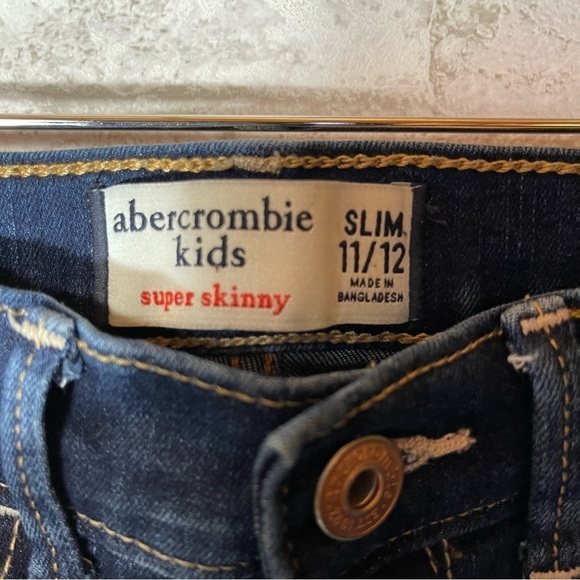 abercrombie
kids
super skinny
SLIM
11/12
MADE IN
BANGLADESH